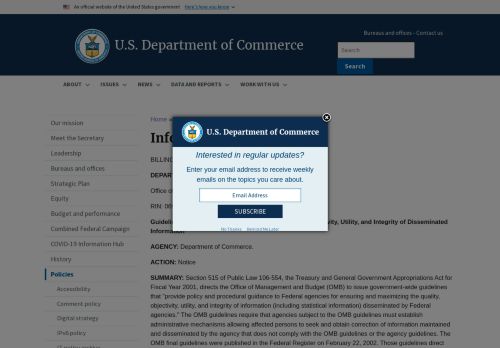 An official website of the United States government Here's how you know
Bureaus and offices - Contact us
U.S. Department of Commerce
Search
Search
ABOUT ISSUES NEWS DATA AND REPORTS WORK WITH US
Our mission
Meet the Secretary
Leadership
Bureaus and offices
Strategic Plan
Equity
Budget and performance
Combined Federal Campaign
COVID-19 Information Hub
History
Policies
Accessibility
Comment policy
Digital strategy
IPv6 policy
Home »
BILLING
Office o
RIN: 06
U.S. Department of Commerce
Interested in regular updates?
Enter your email address to receive weekly
emails on the topics you care about.
Email Address
SUBSCRIBE
No Thanks Remind Me Later
Information
AGENCY: Department of Commerce.
ACTION: Notice
SUMMARY: Section 515 of Public Law 106-554, the Treasury and General Government Appropriations Act for
Fiscal Year 2001, directs the Office of Management and Budget (OMB) to issue government-wide guidelines
that "provide policy and procedural guidance to Federal agencies for ensuring and maximizing the quality,
objectivity, utility, and integrity of information (including statistical information) disseminated by Federal
agencies." The OMB guidelines require that agencies subject to the OMB guidelines must establish
administrative mechanisms allowing affected persons to seek and obtain correction of information maintained
and disseminated by the agency that does not comply with the OMB guidelines or the agency guidelines. The
OMB final guidelines were published in the Federal Register on February 22, 2002. Those guidelines direct